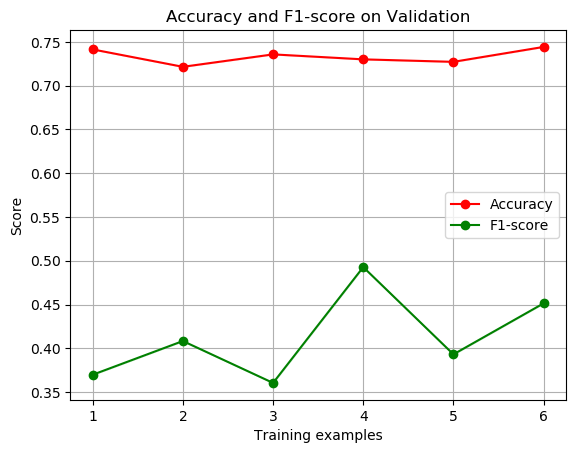 Accuracy and F1-score on Validation
0.75
0.70
0.65
0.60
0.55
0.50
0.45
0.40
0.35
Score
Accuracy
F1-score
1 2 3 4 5 6
Training examples